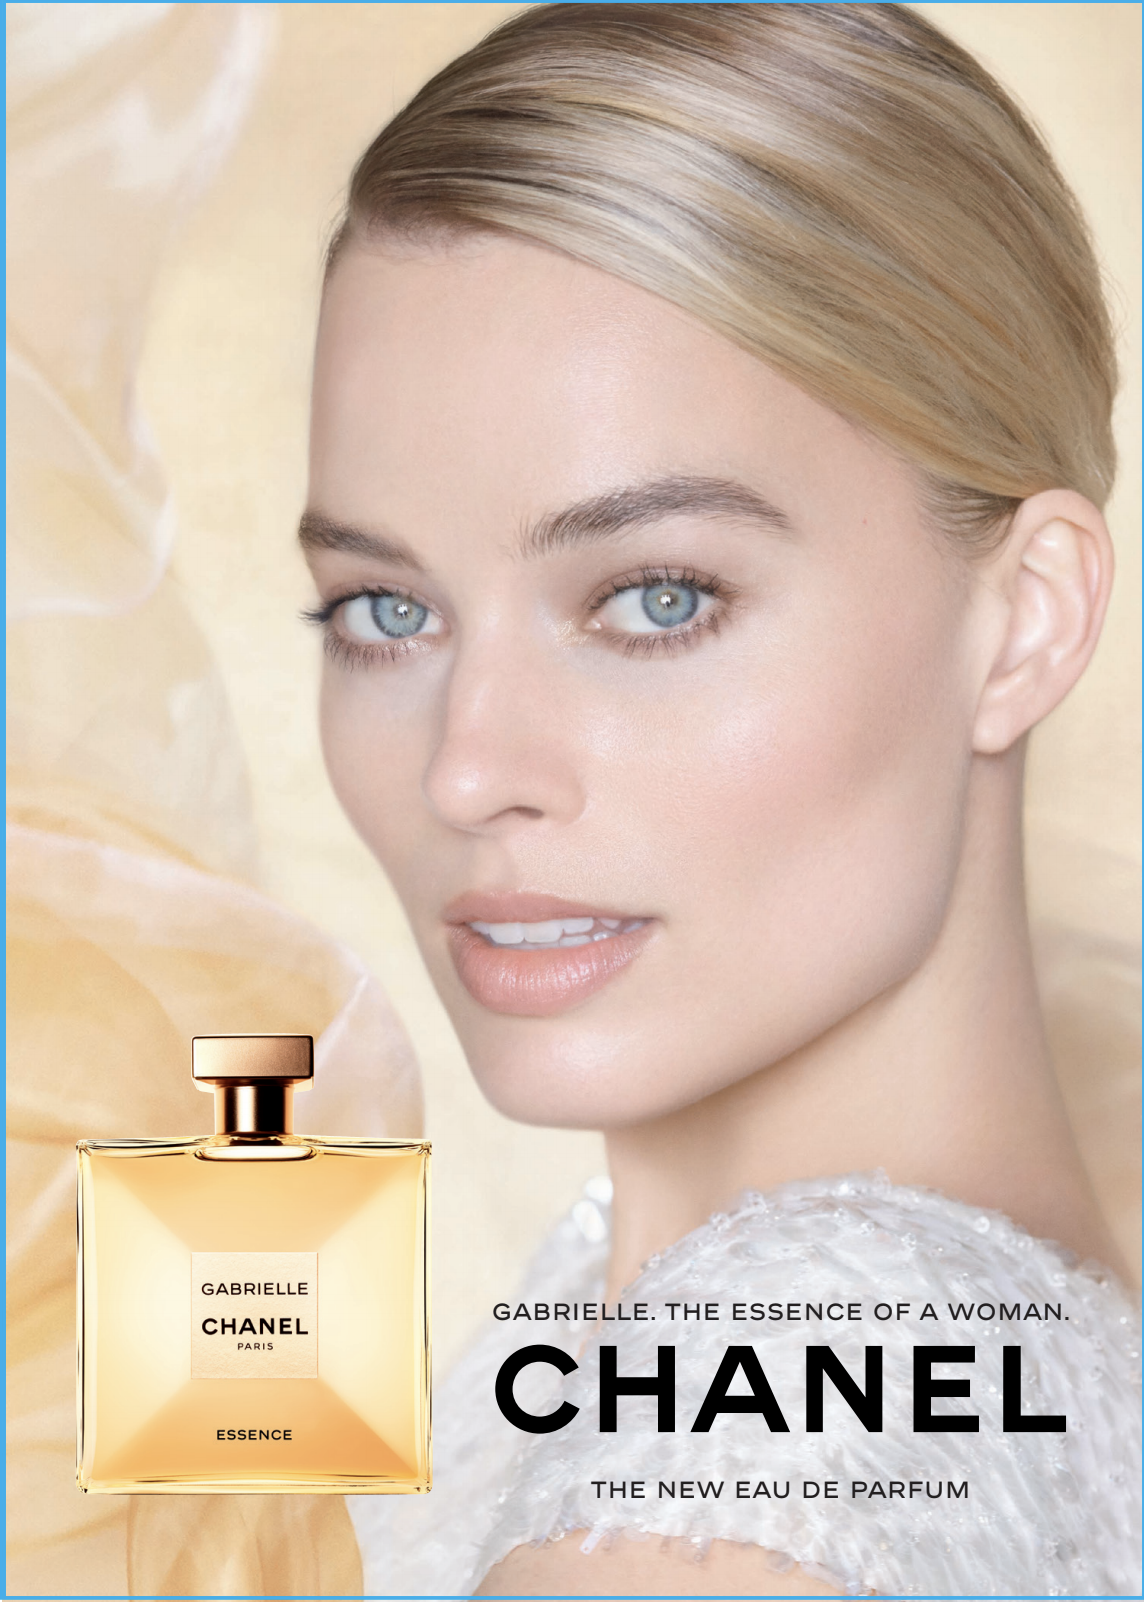 GABRIELLE
CHANEL
PARIS
ESSENCE
GABRIELLE. THE ESSENCE OF A WOMAN.
CHANEL
THE NEW EAU DE PARFUM